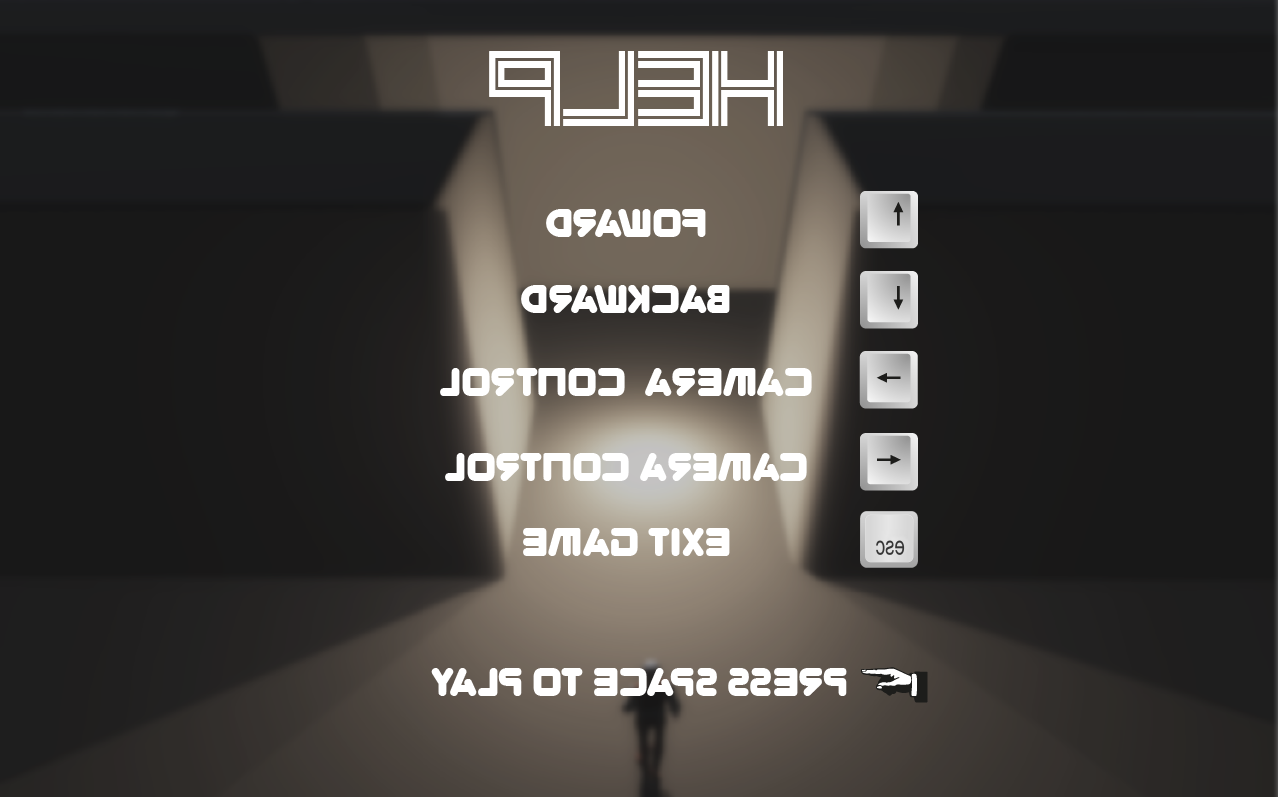 HELP
FOWARD
BACKWARD
CAMERA CONTROL
CAMERA CONTROL
EXIT GAME
esc
PRESS SPACE TO PLAY